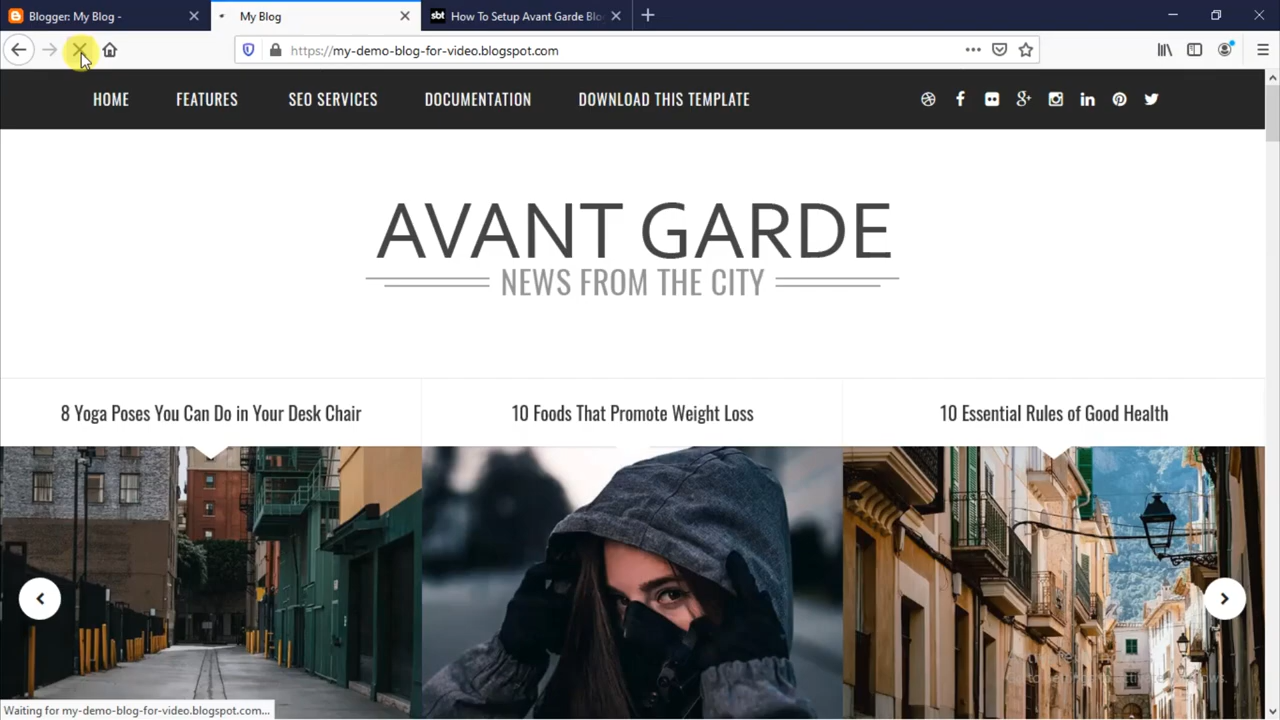 Blogger: My Blog -
My Blog
sbt How To Setup Avant Garde Blo
https://my-demo-blog-for-video.blogspot.com
HOME FEATURES SEO SERVICES DOCUMENTATION DOWNLOAD THIS TEMPLATE
AVANT GARDE
NEWS FROM THE CITY
8 Yoga Poses You Can Do in Your Desk Chair
10 Foods That Promote Weight Loss
10 Essential Rules of Good Health
Waiting for my-demo-blog-for-video.blogspot.com...